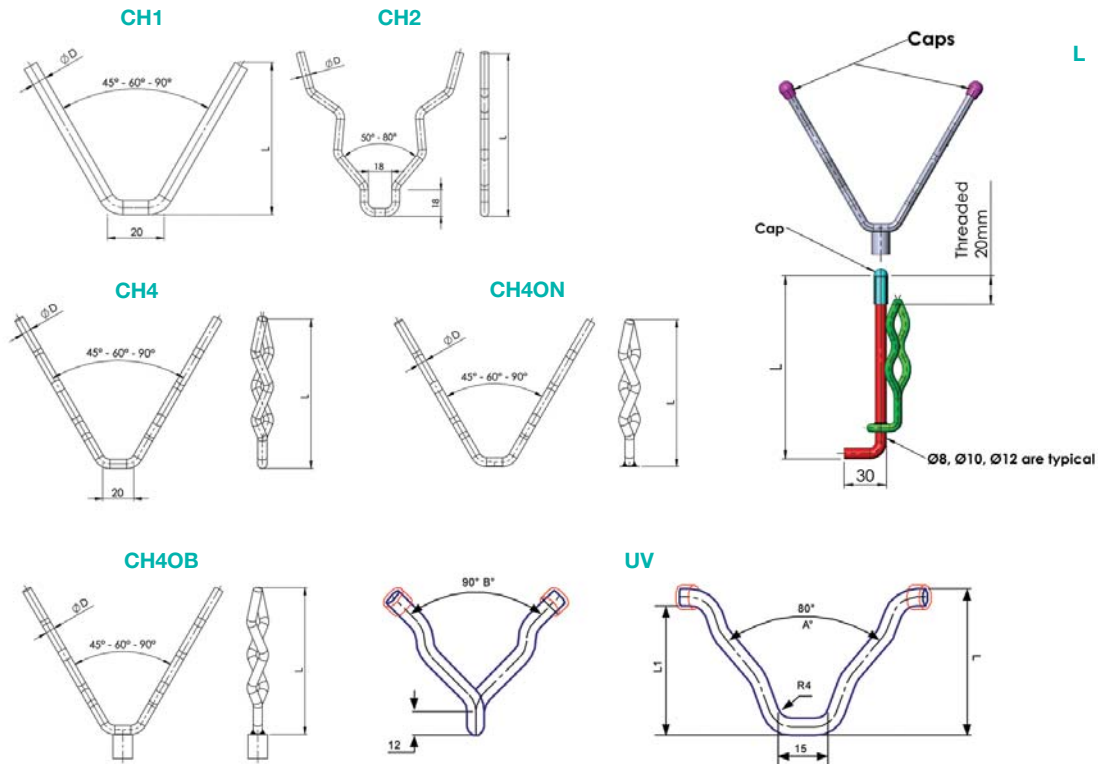 CH1
ØD
45° - 60° - 90°
L
20
CH2
ØD
50° - 80°
18
18
L
L
Caps
Threaded
20mm
Cap
L
Ø8, Ø10, Ø12 are typical
30
CH4
ØD
45° - 60° - 90°
L
20
CH4ON
ØD
45° - 60° - 90°
L
CH4OB
ØD
45° - 60° - 90°
L
UV
90° B°
12
80°
A°
L1
R4
L
15